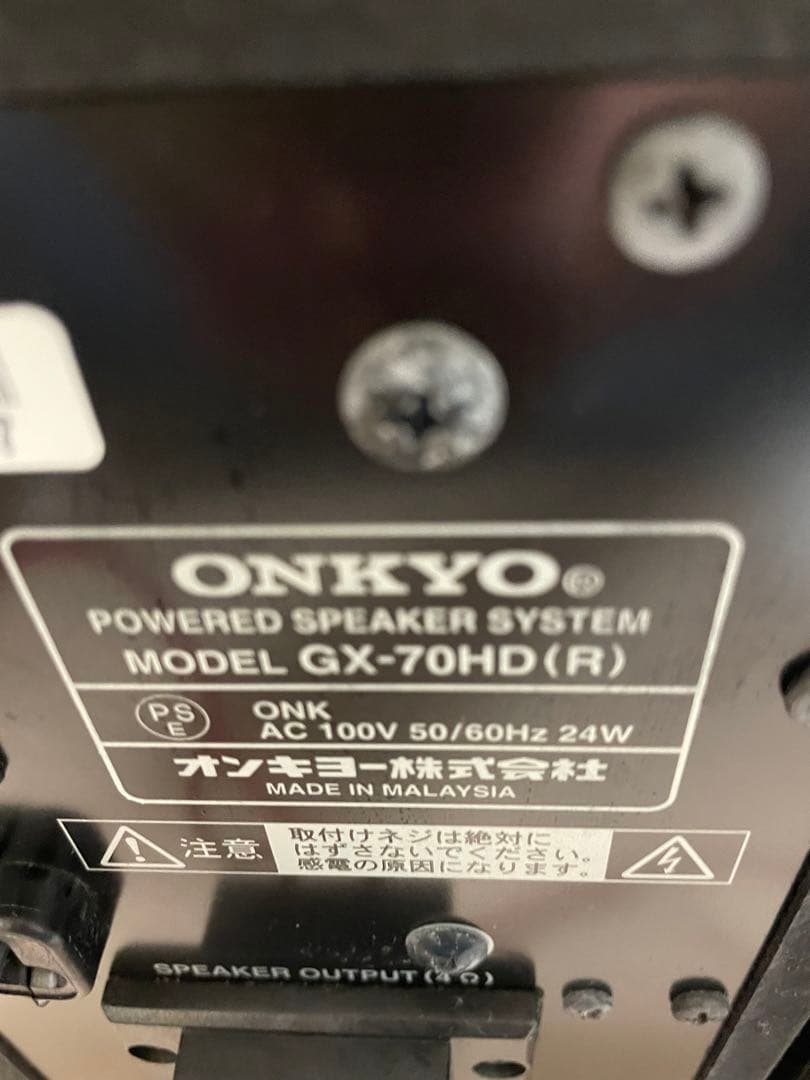 ONKYO®
POWERED SPEAKER SYSTEM
MODEL GX-70HD(R)
PSE
ONK
AC 100V 50/60Hz 24W
オンキヨー株式会社
MADE IN MALAYSIA
注意
取付けネジは絶対に
はずさないでください。
感電の原因になります。
SPEAKER OUTPUT(4Ω)